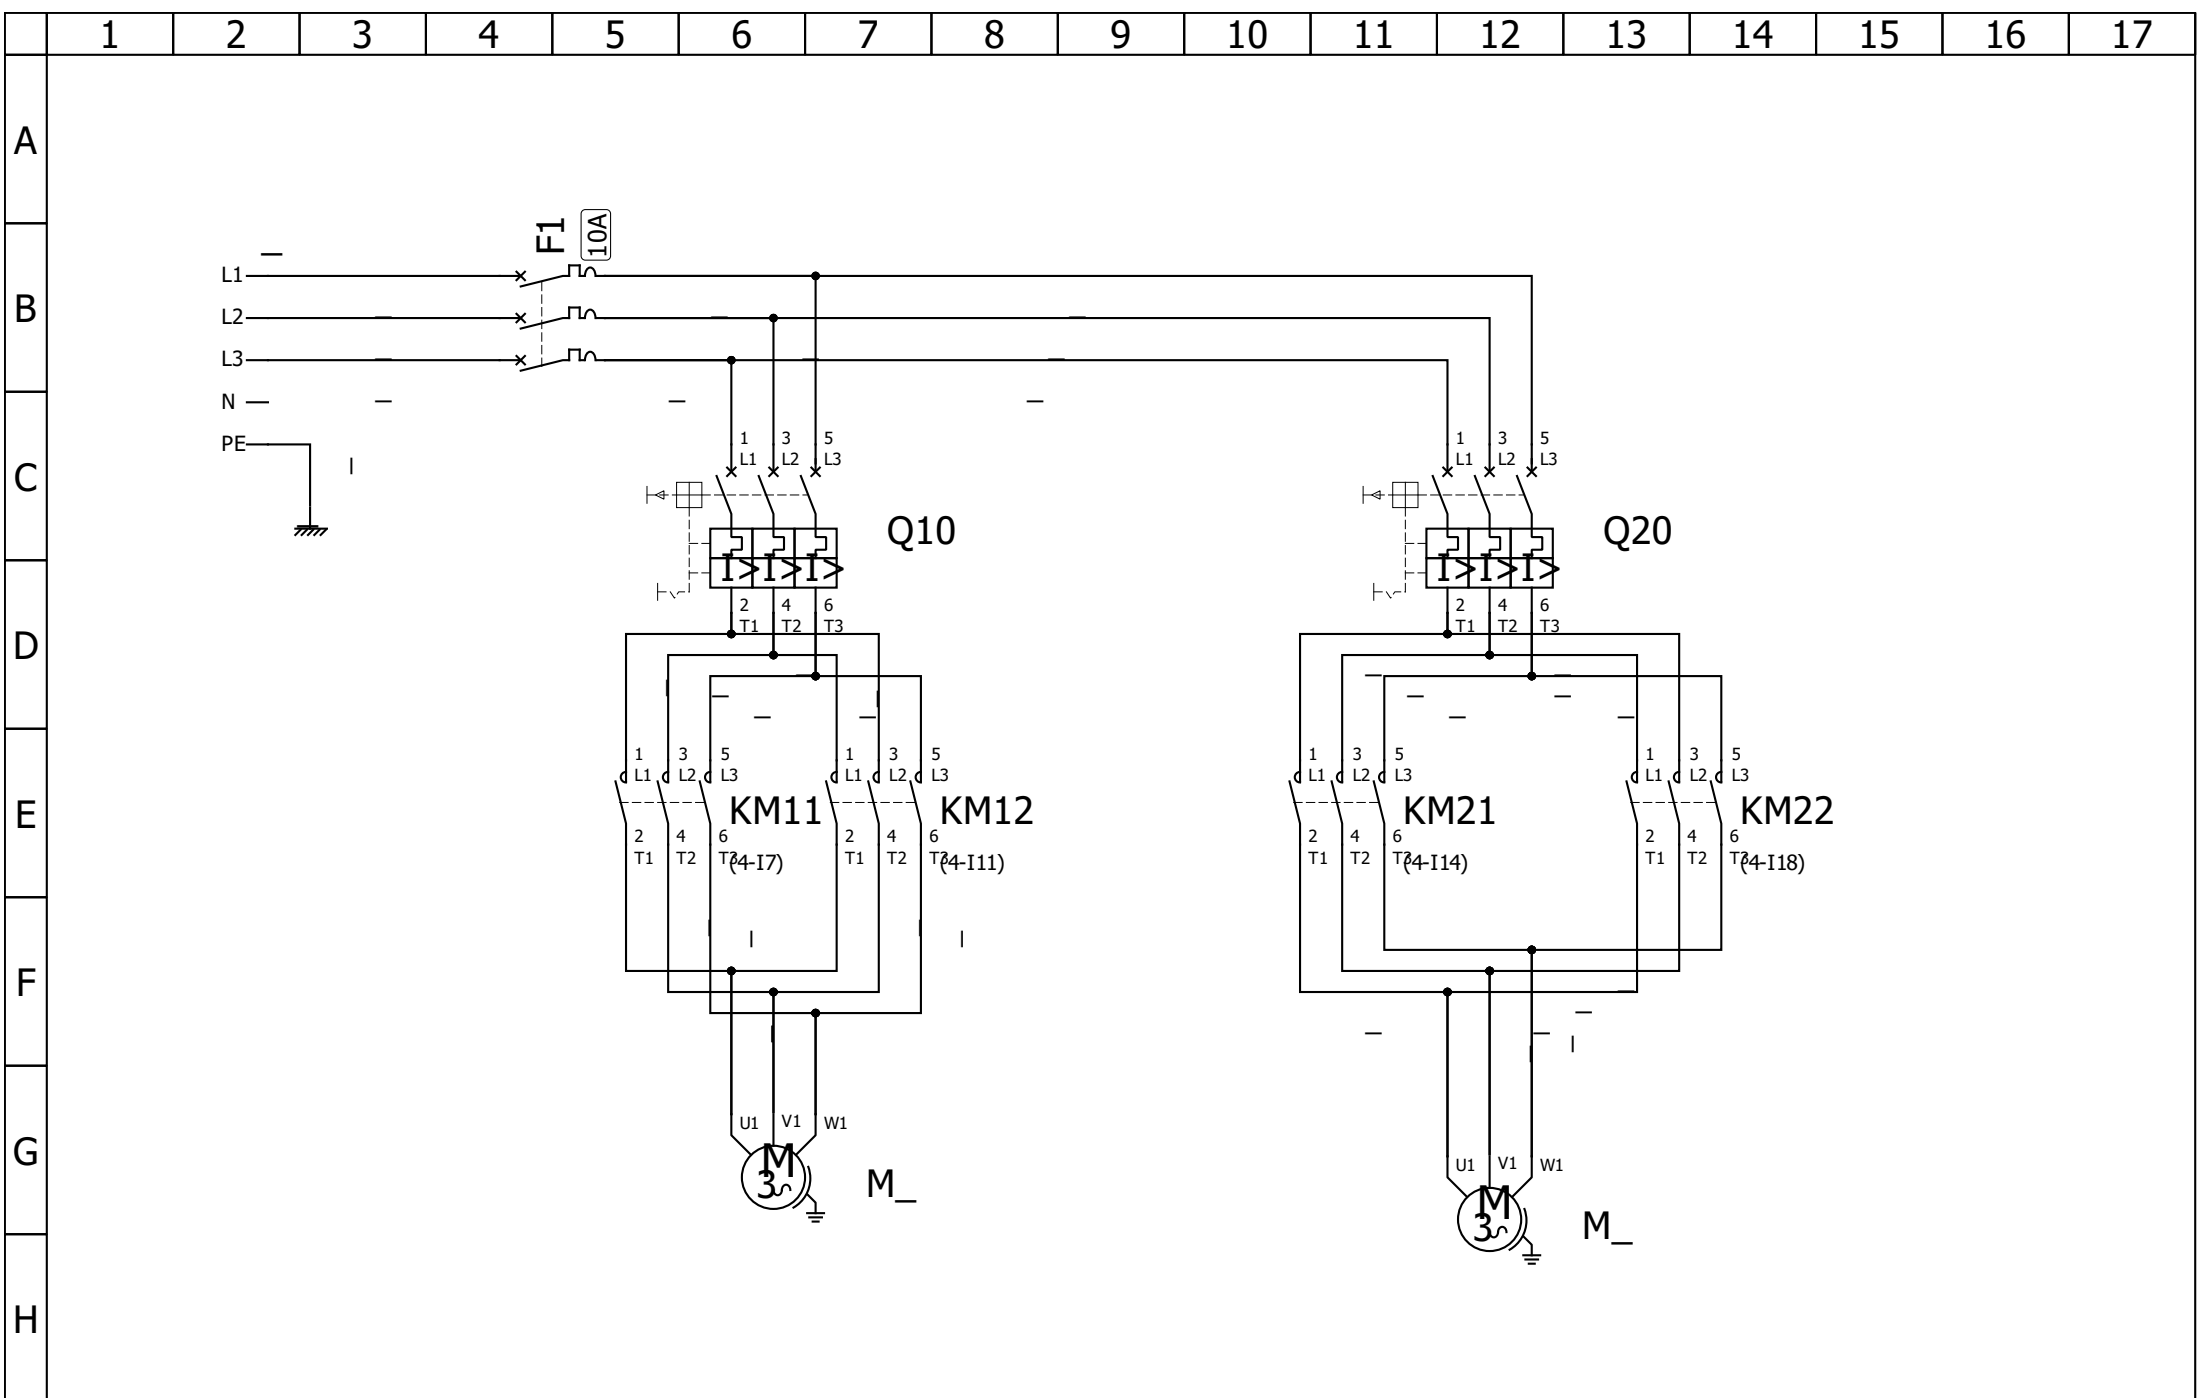 1 2 3 4 5 6 7 8 9 10 11 12 13 14 15 16 17
A
F1 10A
L1
B
L2
L3
N
PE
1 3 5 1 3 5
L1 L2 L3 L1 L2 L3
C
Q10 Q20
I> I> I> I> I> I>
2 4 6 2 4 6
T1 T2 T3 T1 T2 T3
D
1 3 5 1 3 5 1 3 5 1 3 5
L1 L2 L3 L1 L2 L3 L1 L2 L3 L1 L2 L3
E
KM11 KM12 KM21 KM22
2 4 6 2 4 6 2 4 6 2 4 6
T1 T2 T3 T1 T2 T3 T1 T2 T3 T1 T2 T3
(4-I7) (4-I11) (4-I14) (4-I18)
F
U1 V1 W1
G
M
3
M_
U1 V1 W1
M
3
M_
H